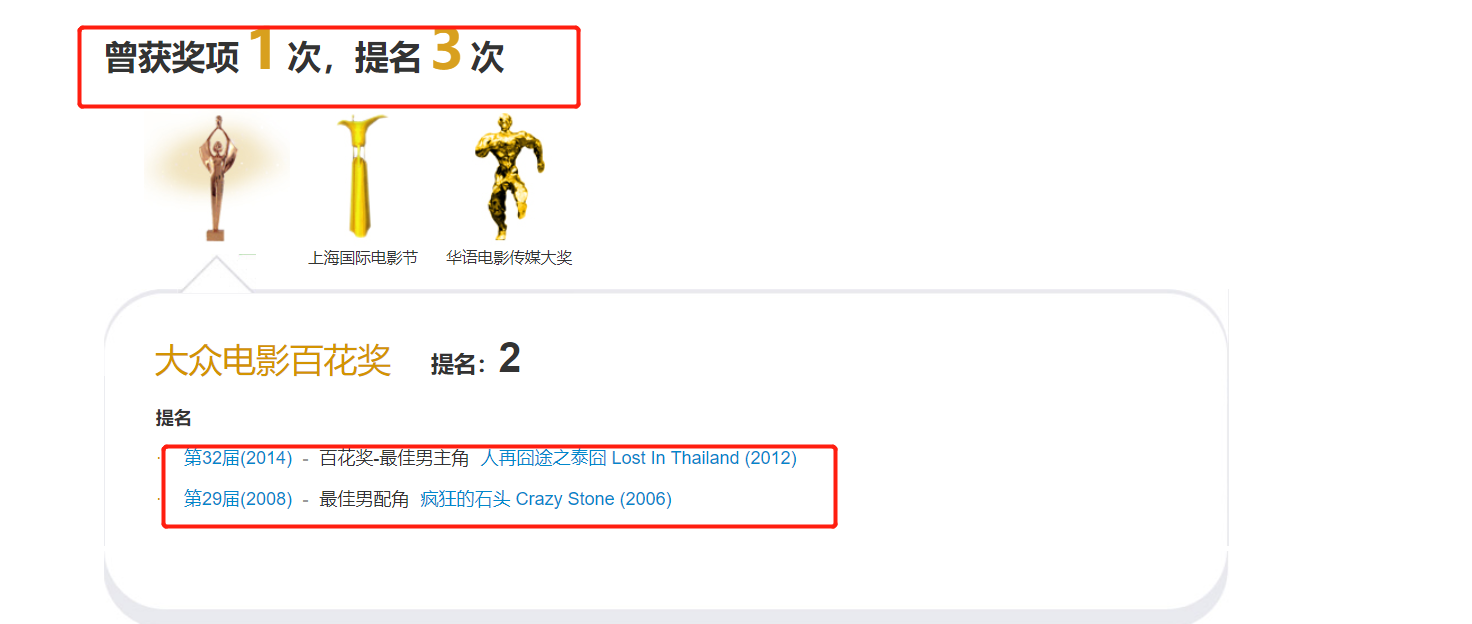 曾获奖项 1 次，提名 3 次
上海国际电影节 华语电影传媒大奖
大众电影百花奖 提名：2
提名
· 第32届(2014) - 百花奖-最佳男主角 人再囧途之泰囧 Lost In Thailand (2012)
· 第29届(2008) - 最佳男配角 疯狂的石头 Crazy Stone (2006)